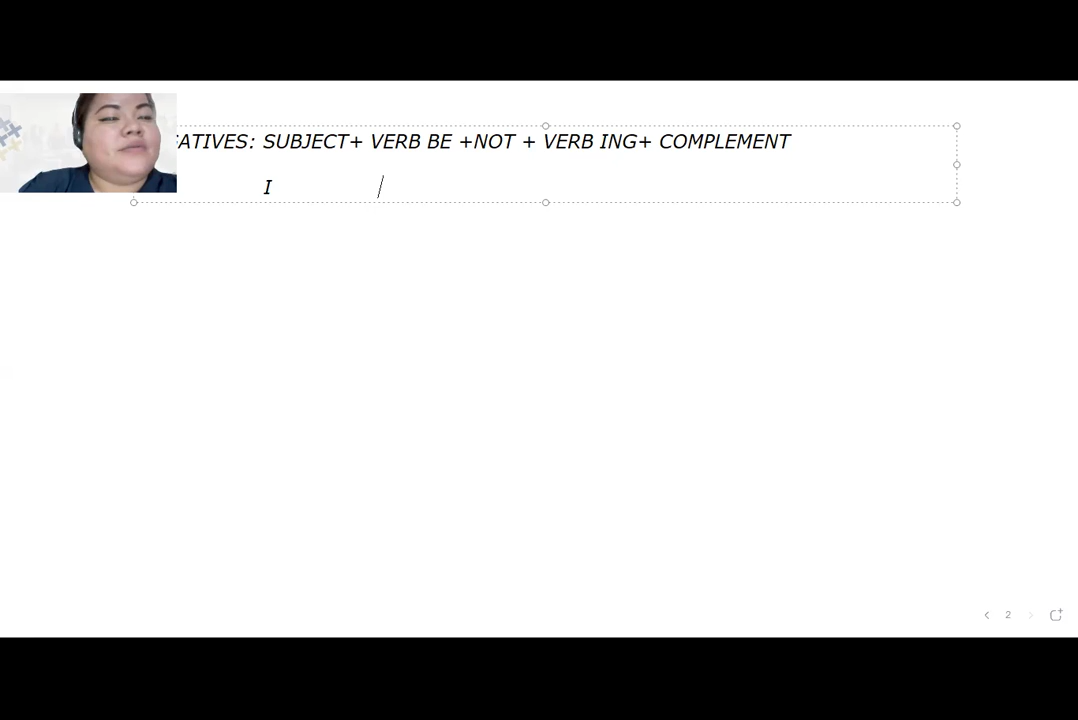 ATIVES: SUBJECT+ VERB BE +NOT + VERB ING+ COMPLEMENT
I
2